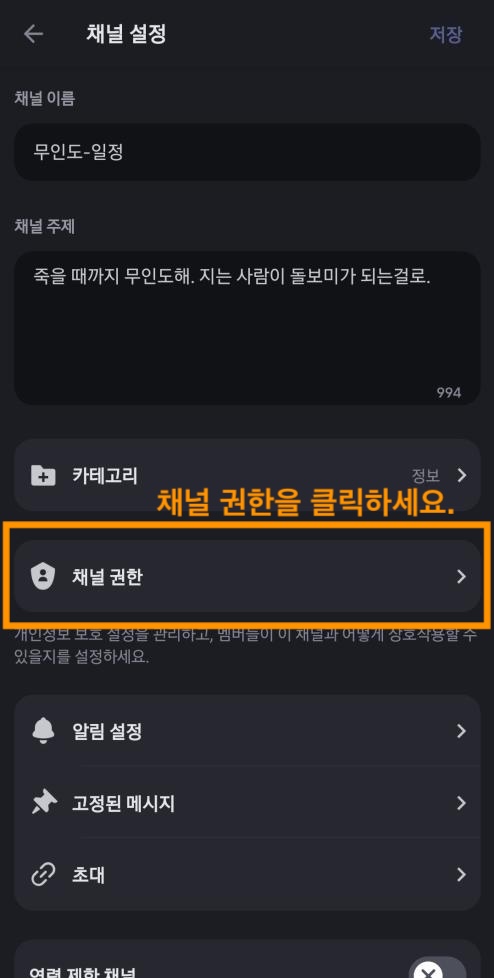 채널 설정
저장
채널 이름
무인도-일정
채널 주제
죽을 때까지 무인도해. 지는 사람이 돌보미가 되는걸로.
994
카테고리
정보
채널 권한을 클릭하세요.
채널 권한
개인정보 보호 설정을 관리하고, 멤버들이 이 채널과 어떻게 상호작용할 수
있을지를 설정하세요.
알림 설정
고정된 메시지
초대
연령 제한 채널